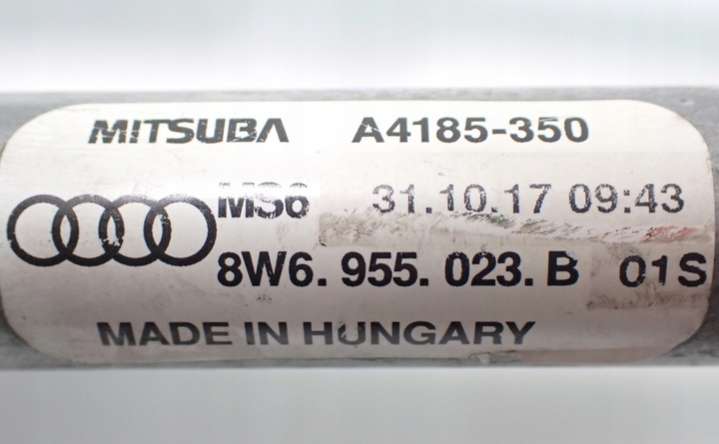 MITSUBA A4185-350
MS6 31.10.17 09:43
8W6. 955. 023. B 01S
MADE IN HUNGARY